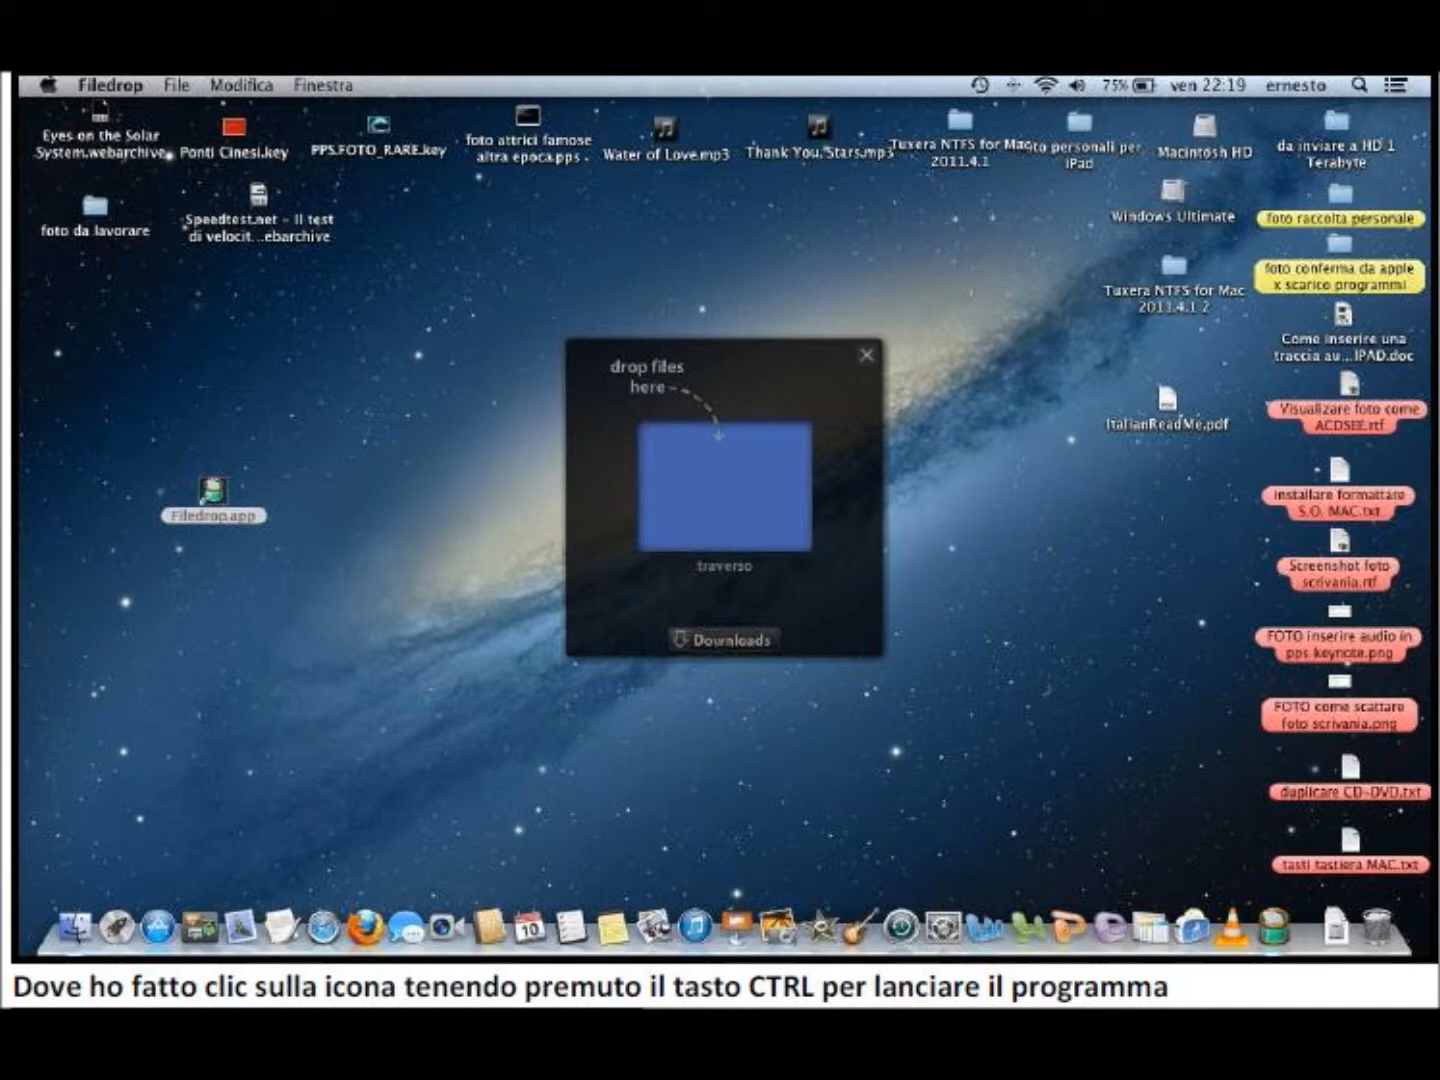 Filedrop File Modifica Finestra 75% ven 22:19 ernesto
Eyes on the Solar
System.webarchive
Ponti Cinesi.key
PPS.FOTO_RARE.key
foto attrici famose
altra epoca.pps
Water of Love.mp3
Thank You, Stars.mp3
Tuxera NTFS for Mac
2011.4.1
foto personali per
iPad
Macintosh HD
da inviare a HD 1
Terabyte
foto da lavorare
Speedtest.net - Il test
di velocit...ebarchive
Windows Ultimate
foto raccolta personale
foto conferma da apple
x scarico programmi
Tuxera NTFS for Mac
2011.4.1 2
Come inserire una
traccia au...IPAD.doc
drop files
here
ItalianReadMe.pdf
Visualizare foto come
ACDSEE.rtf
Filedrop.app
installare formattare
S.O. MAC.txt
traverso
Screenshot foto
scrivania.rtf
Downloads
FOTO inserire audio in
pps keynote.png
FOTO come scattare
foto scrivania.png
duplicare CD-DVD.txt
tasti tastiera MAC.txt
10
Dove ho fatto clic sulla icona tenendo premuto il tasto CTRL per lanciare il programma